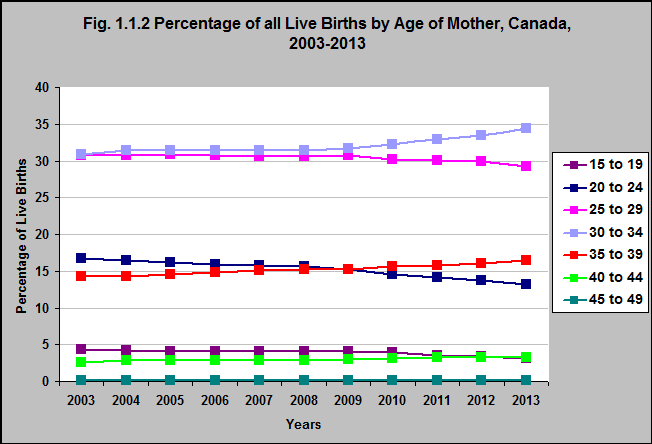 Fig. 1.1.2 Percentage of all Live Births by Age of Mother, Canada,
2003-2013
Percentage of Live Births
40
35
30
25
20
15
10
5
0
2003 2004 2005 2006 2007 2008 2009 2010 2011 2012 2013
Years
15 to 19
20 to 24
25 to 29
30 to 34
35 to 39
40 to 44
45 to 49